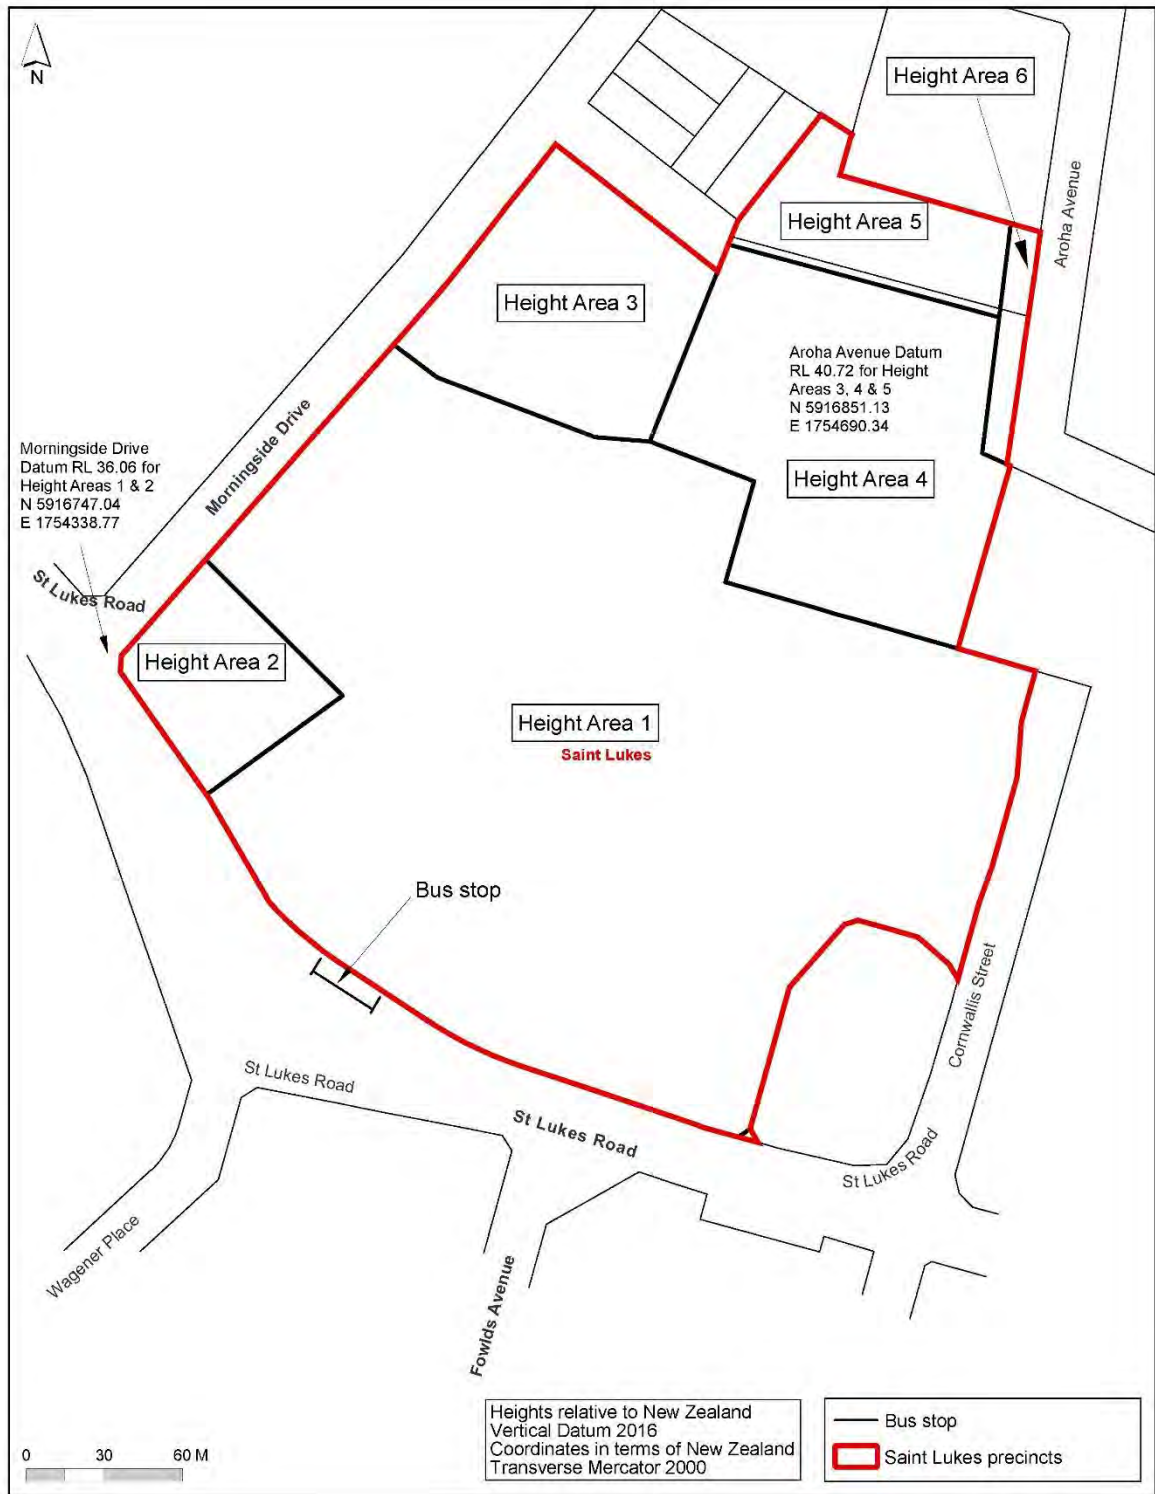 N
Height Area 6
Aroha Avenue
Height Area 5
Height Area 3
Aroha Avenue Datum
RL 40.72 for Height
Areas 3, 4 & 5
N 5916851.13
E 1754690.34
Morningside Drive
Morningside Drive
Datum RL 36.06 for
Height Areas 1 & 2
N 5916747.04
E 1754338.77
Height Area 4
St Lukes Road
Height Area 2
Height Area 1
Saint Lukes
Bus stop
Cornwallis Street
St Lukes Road
St Lukes Road
St Lukes Road
Wagener Place
Fowlds Avenue
Heights relative to New Zealand
Vertical Datum 2016
Coordinates in terms of New Zealand
Transverse Mercator 2000
Bus stop
Saint Lukes precincts
0 30 60 M